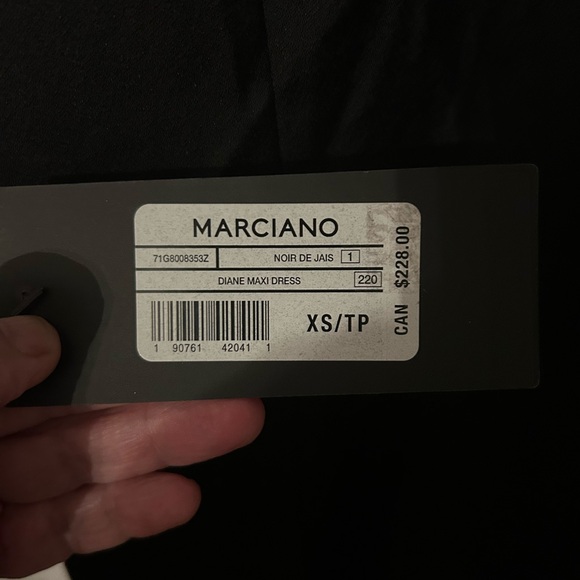 MARCIANO
71G8008353Z NOIR DE JAIS 1
DIANE MAXI DRESS 220
XS/TP
1 90761 42041 1
CAN $228.00